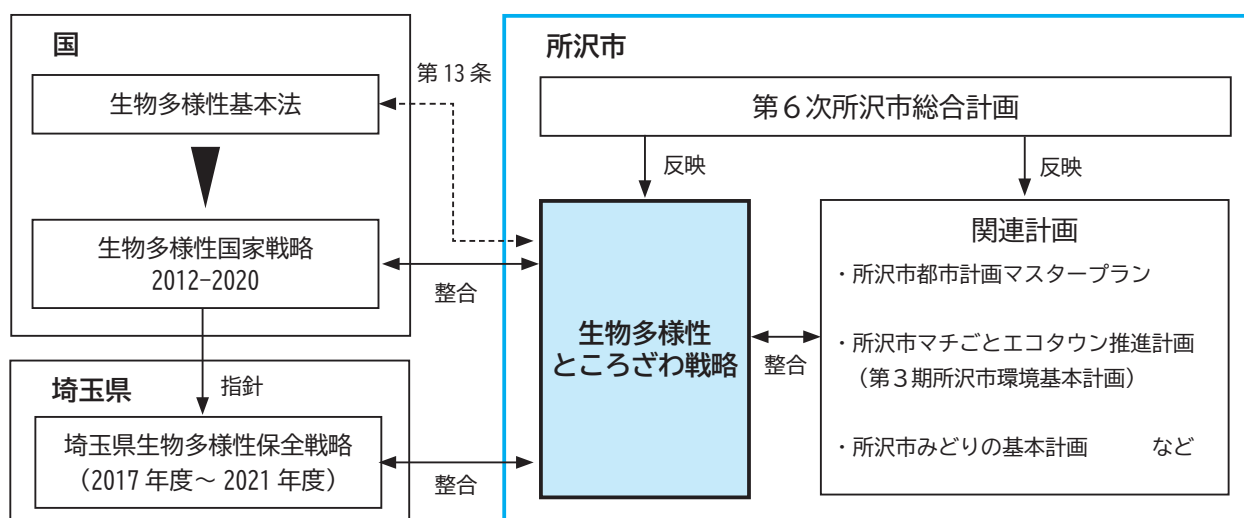 国
生物多様性基本法
生物多様性国家戦略
2012-2020
指針
埼玉県
埼玉県生物多様性保全戦略
（2017 年度～ 2021 年度）
第 13 条
整合
整合
所沢市
第６次所沢市総合計画
反映
反映
生物多様性
ところざわ戦略
整合
関連計画
・所沢市都市計画マスタープラン
・所沢市マチごとエコタウン推進計画
（第３期所沢市環境基本計画）
・所沢市みどりの基本計画　　など